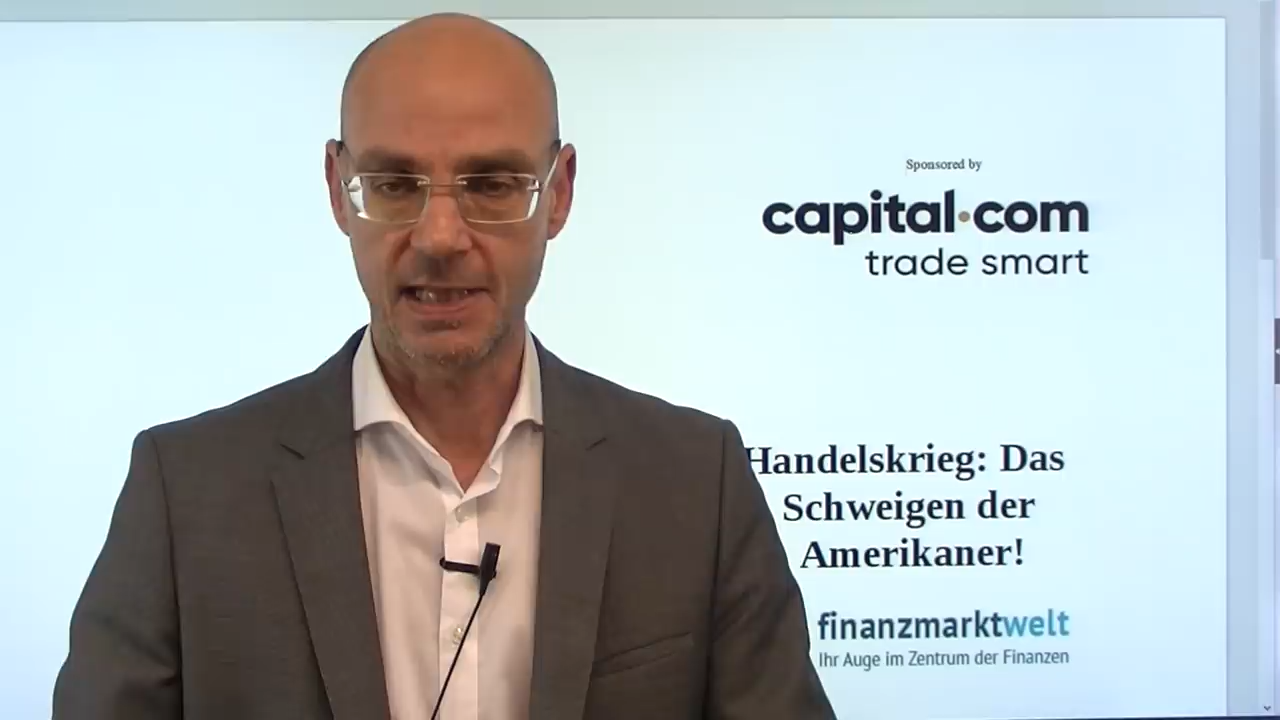 Sponsored by
capital·com
trade smart
Handelskrieg: Das
Schweigen der
Amerikaner!
finanzmarktwelt
Ihr Auge im Zentrum der Finanzen